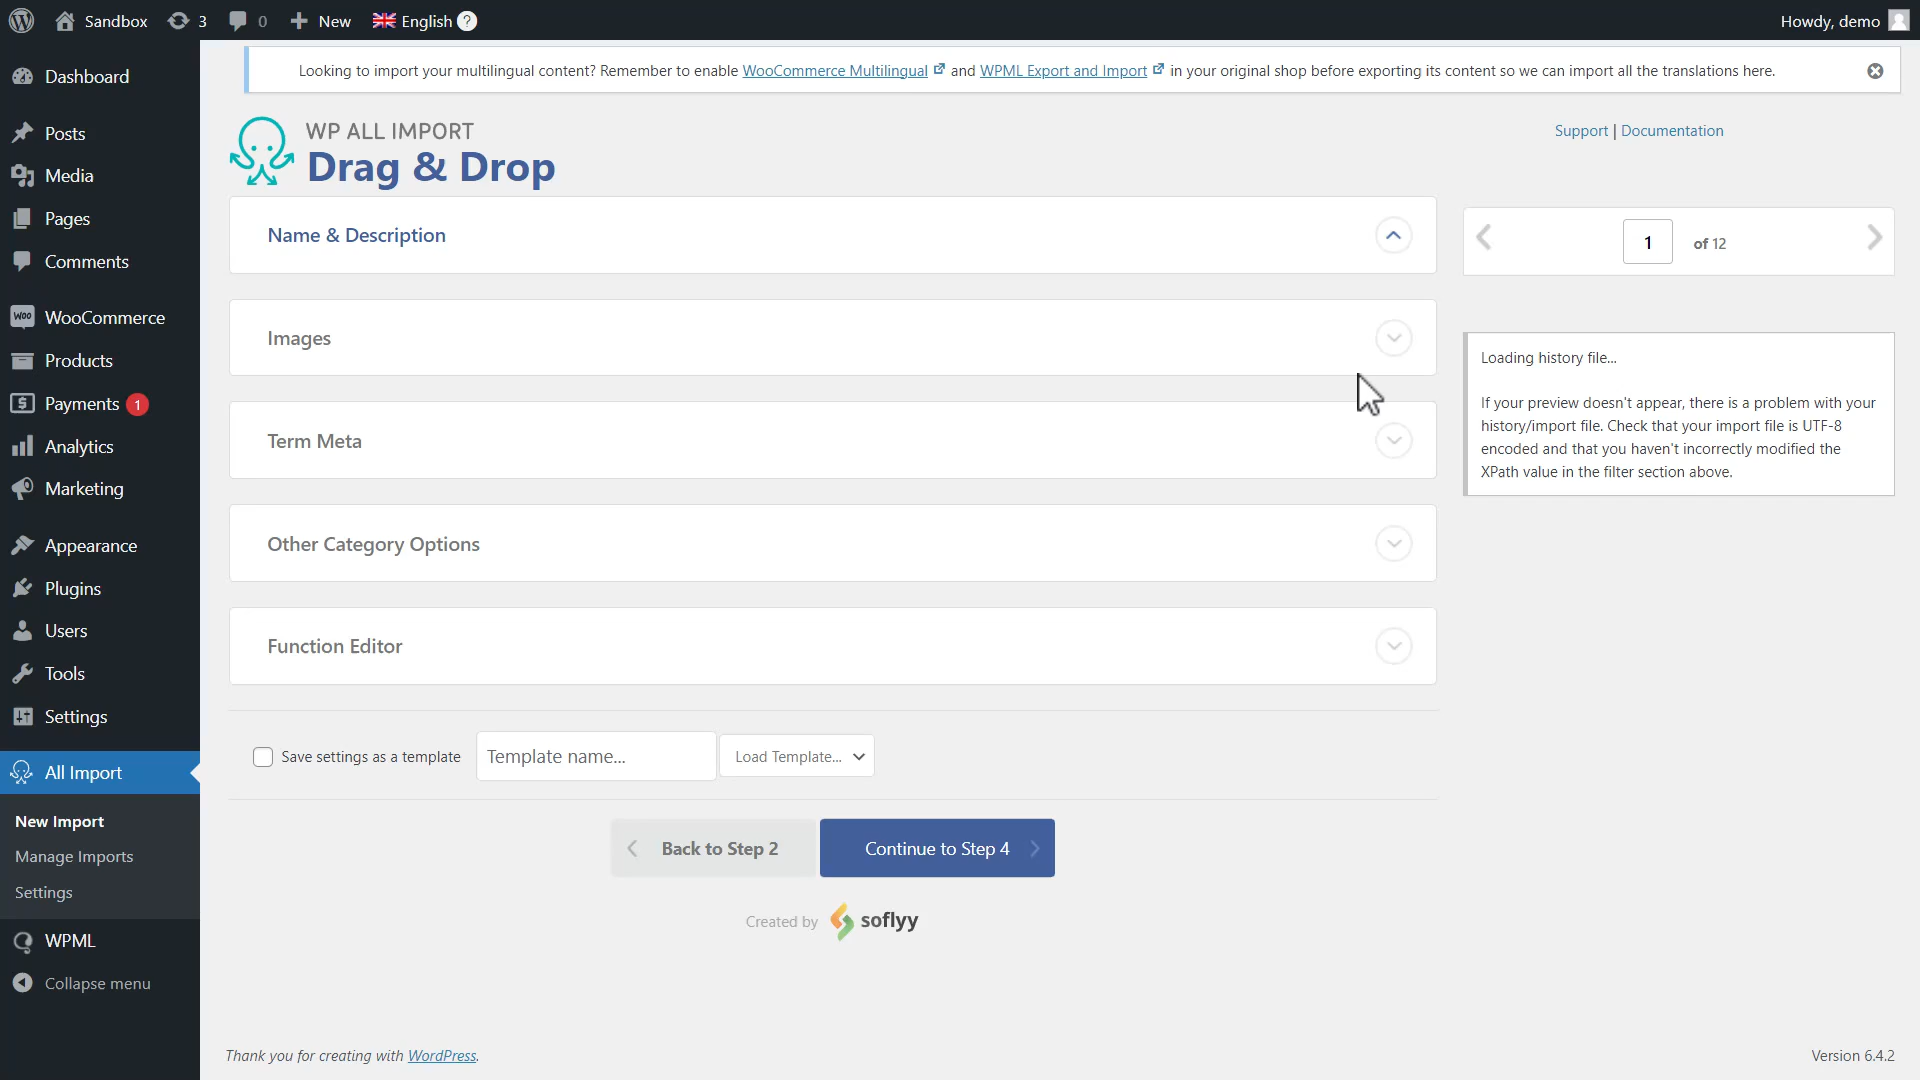 Sandbox 3 0 New English ? Howdy, demo
Dashboard
Posts
Media
Pages
Comments
Woo WooCommerce
Products
Payments 1
Analytics
Marketing
Appearance
Plugins
Users
Tools
Settings
All Import
New Import
Manage Imports
Settings
WPML
Collapse menu
Looking to import your multilingual content? Remember to enable WooCommerce Multilingual and WPML Export and Import in your original shop before exporting its content so we can import all the translations here.
WP ALL IMPORT
Drag & Drop
Support | Documentation
Name & Description
Images
Term Meta
Other Category Options
Function Editor
Save settings as a template Template name... Load Template...
Back to Step 2 Continue to Step 4
Created by soflyy
1 of 12
Loading history file...
If your preview doesn't appear, there is a problem with your
history/import file. Check that your import file is UTF-8
encoded and that you haven't incorrectly modified the
XPath value in the filter section above.
Thank you for creating with WordPress.
Version 6.4.2